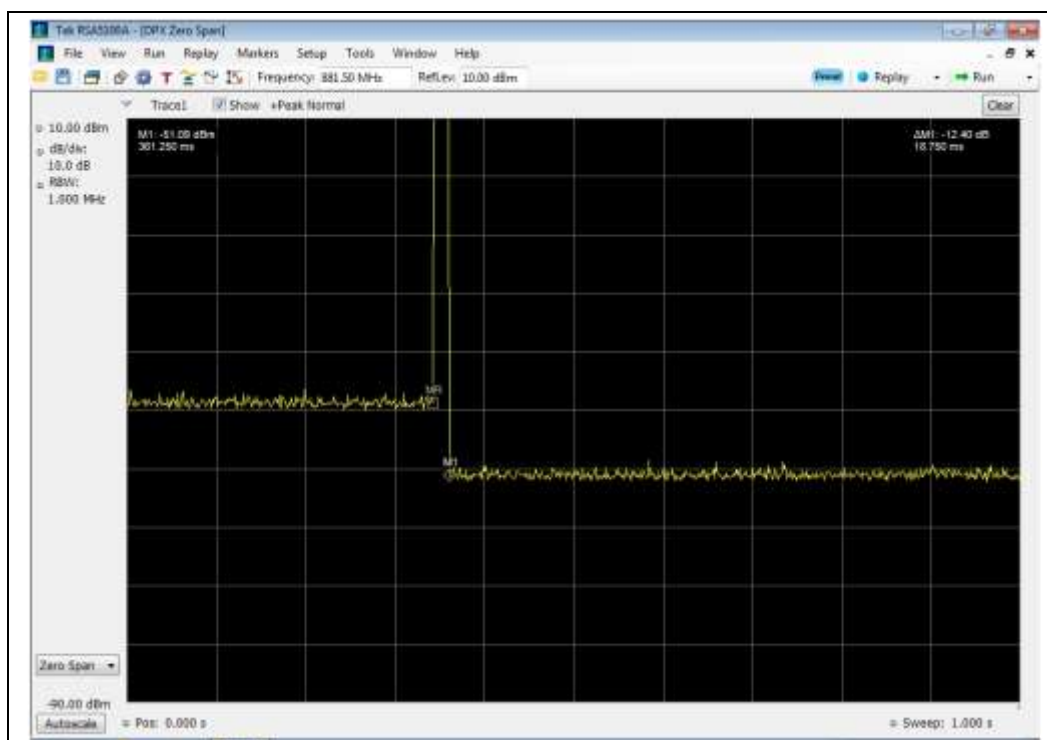 Tek RSA5100A - [DPX Zero Span]
File View Run Replay Markers Setup Tools Window Help
Frequency: 881.50 MHz RefLev: 10.00 dBm Preset Replay Run
Trace1 Show +Peak Normal Clear
10.00 dBm
dB/div:
10.0 dB
RBW:
1.000 MHz
M1: -51.09 dBm
361.250 ms
ΔM1: -12.40 dB
18.750 ms
MR
M1
Zero Span
-90.00 dBm
Autoscale Pos: 0.000 s Sweep: 1.000 s